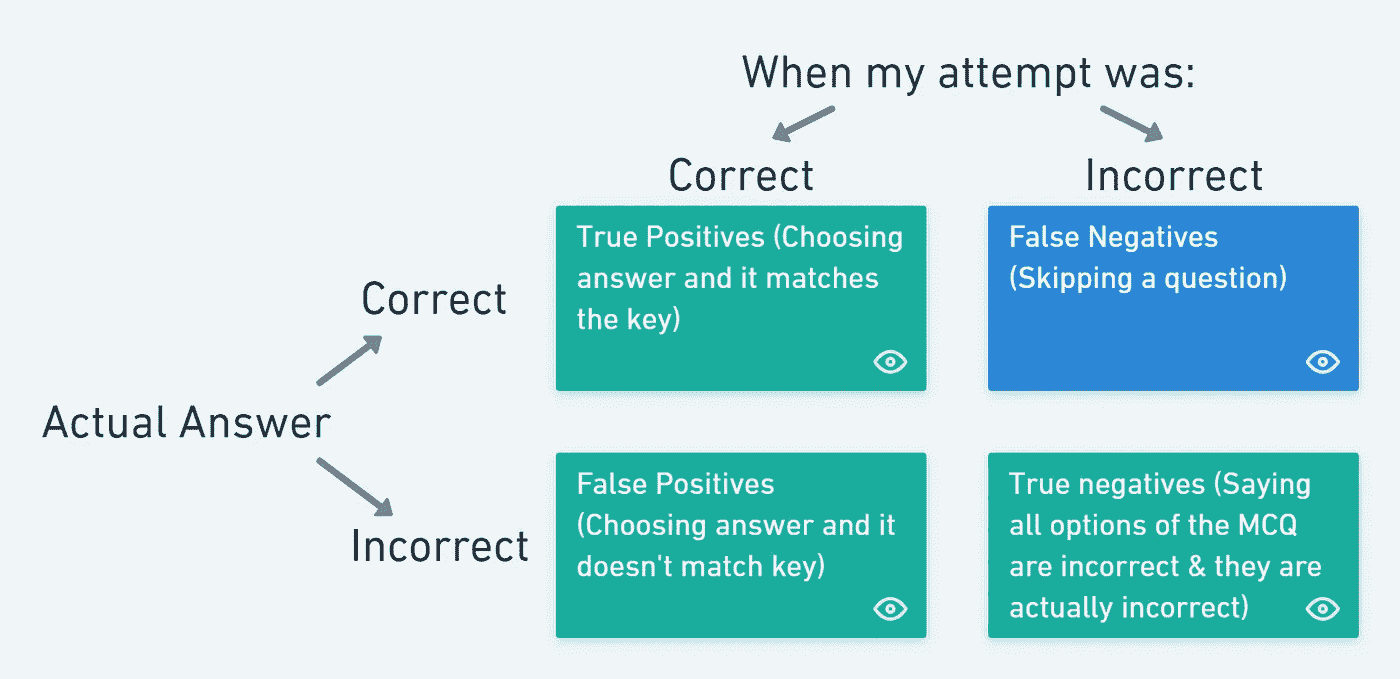 When my attempt was:
Correct
Incorrect
True Positives (Choosing
answer and it matches
the key)
False Negatives
(Skipping a question)
Correct
Actual Answer
Incorrect
False Positives
(Choosing answer and it
doesn't match key)
True negatives (Saying
all options of the MCQ
are incorrect & they are
actually incorrect)